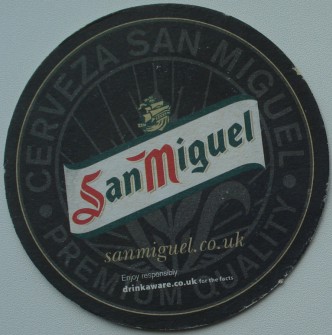 CERVEZA SAN MIGUEL
San Miguel
sanmiguel.co.uk
Enjoy responsibly
drinkaware.co.uk for the facts
• PREMIUM QUALITY •